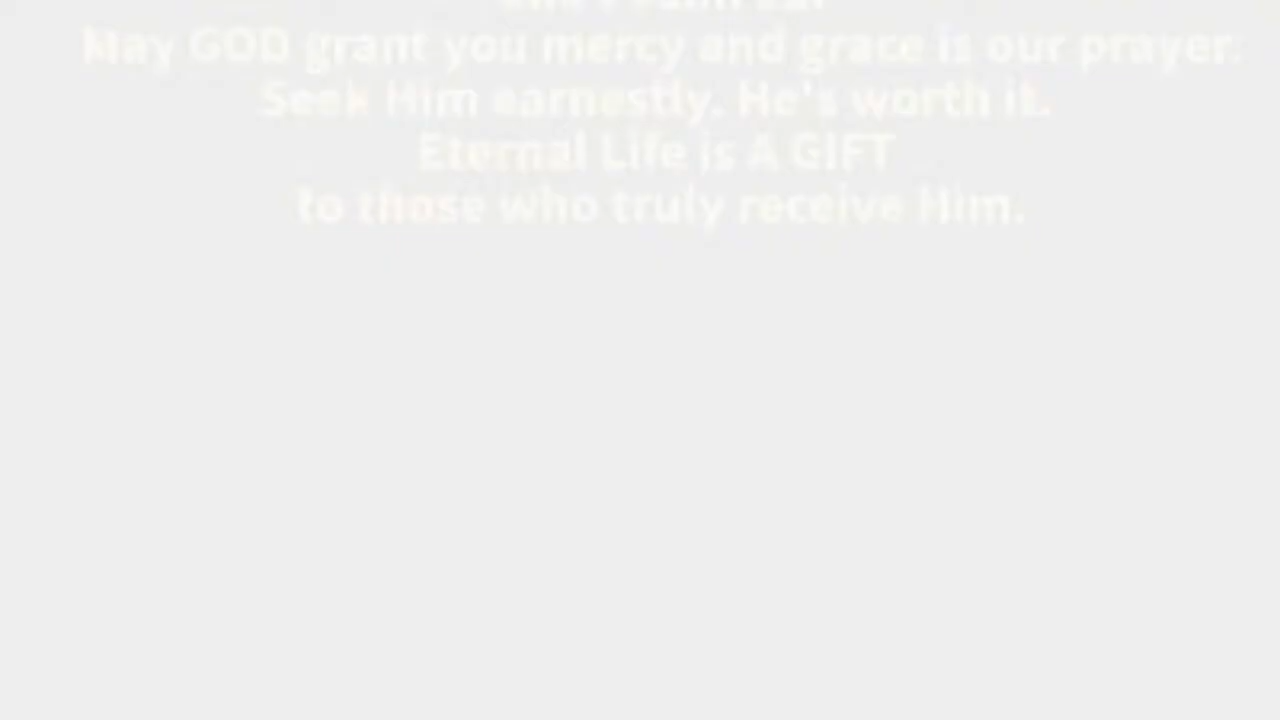 May GOD grant you mercy and grace is our prayer.
Seek Him earnestly. He's worth it.
Eternal Life is A GIFT
to those who truly receive Him.